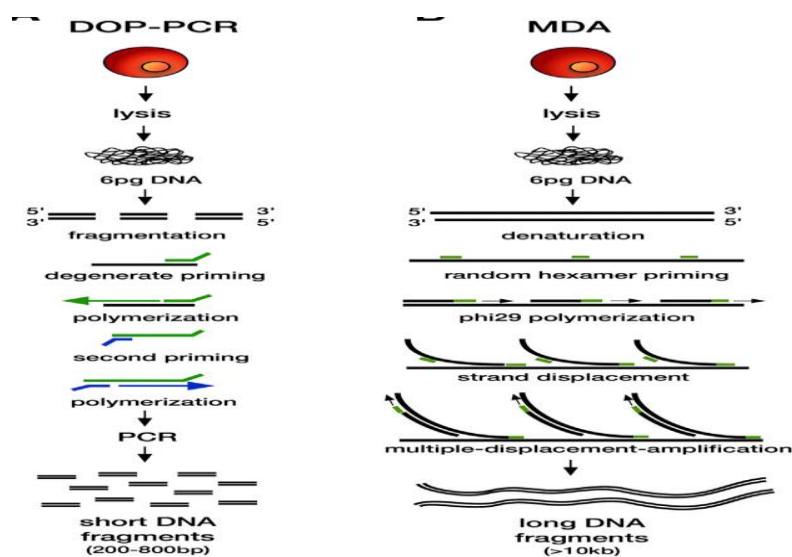 DOP-PCR
lysis
6pg DNA
5' 3'
3' 5'
fragmentation
degenerate priming
polymerization
second priming
polymerization
PCR
short DNA
fragments
(200-800bp)
MDA
lysis
6pg DNA
5' 3'
3' 5'
denaturation
random hexamer priming
phi29 polymerization
strand displacement
multiple-displacement-amplification
long DNA
fragments
(>10kb)